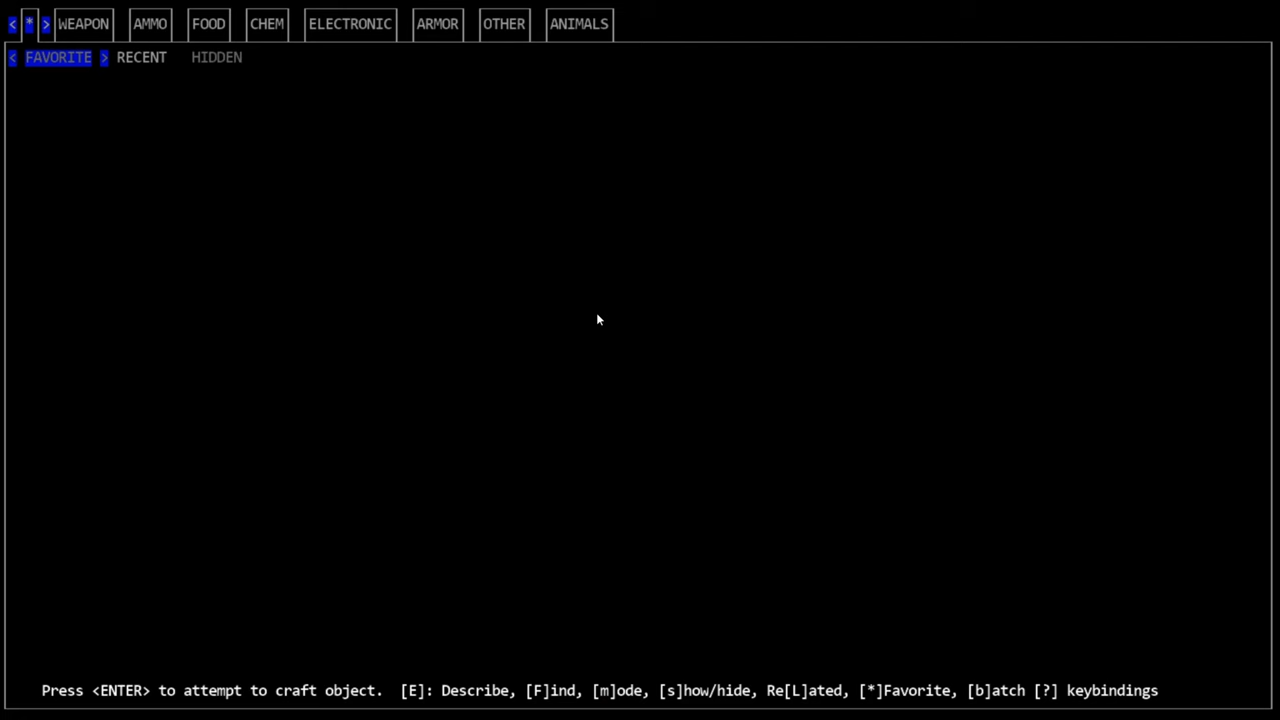 < * > WEAPON AMMO FOOD CHEM ELECTRONIC ARMOR OTHER ANIMALS
< FAVORITE > RECENT HIDDEN
Press <ENTER> to attempt to craft object. [E]: Describe, [F]ind, [m]ode, [s]how/hide, Re[L]ated, [*]Favorite, [b]atch [?] keybindings